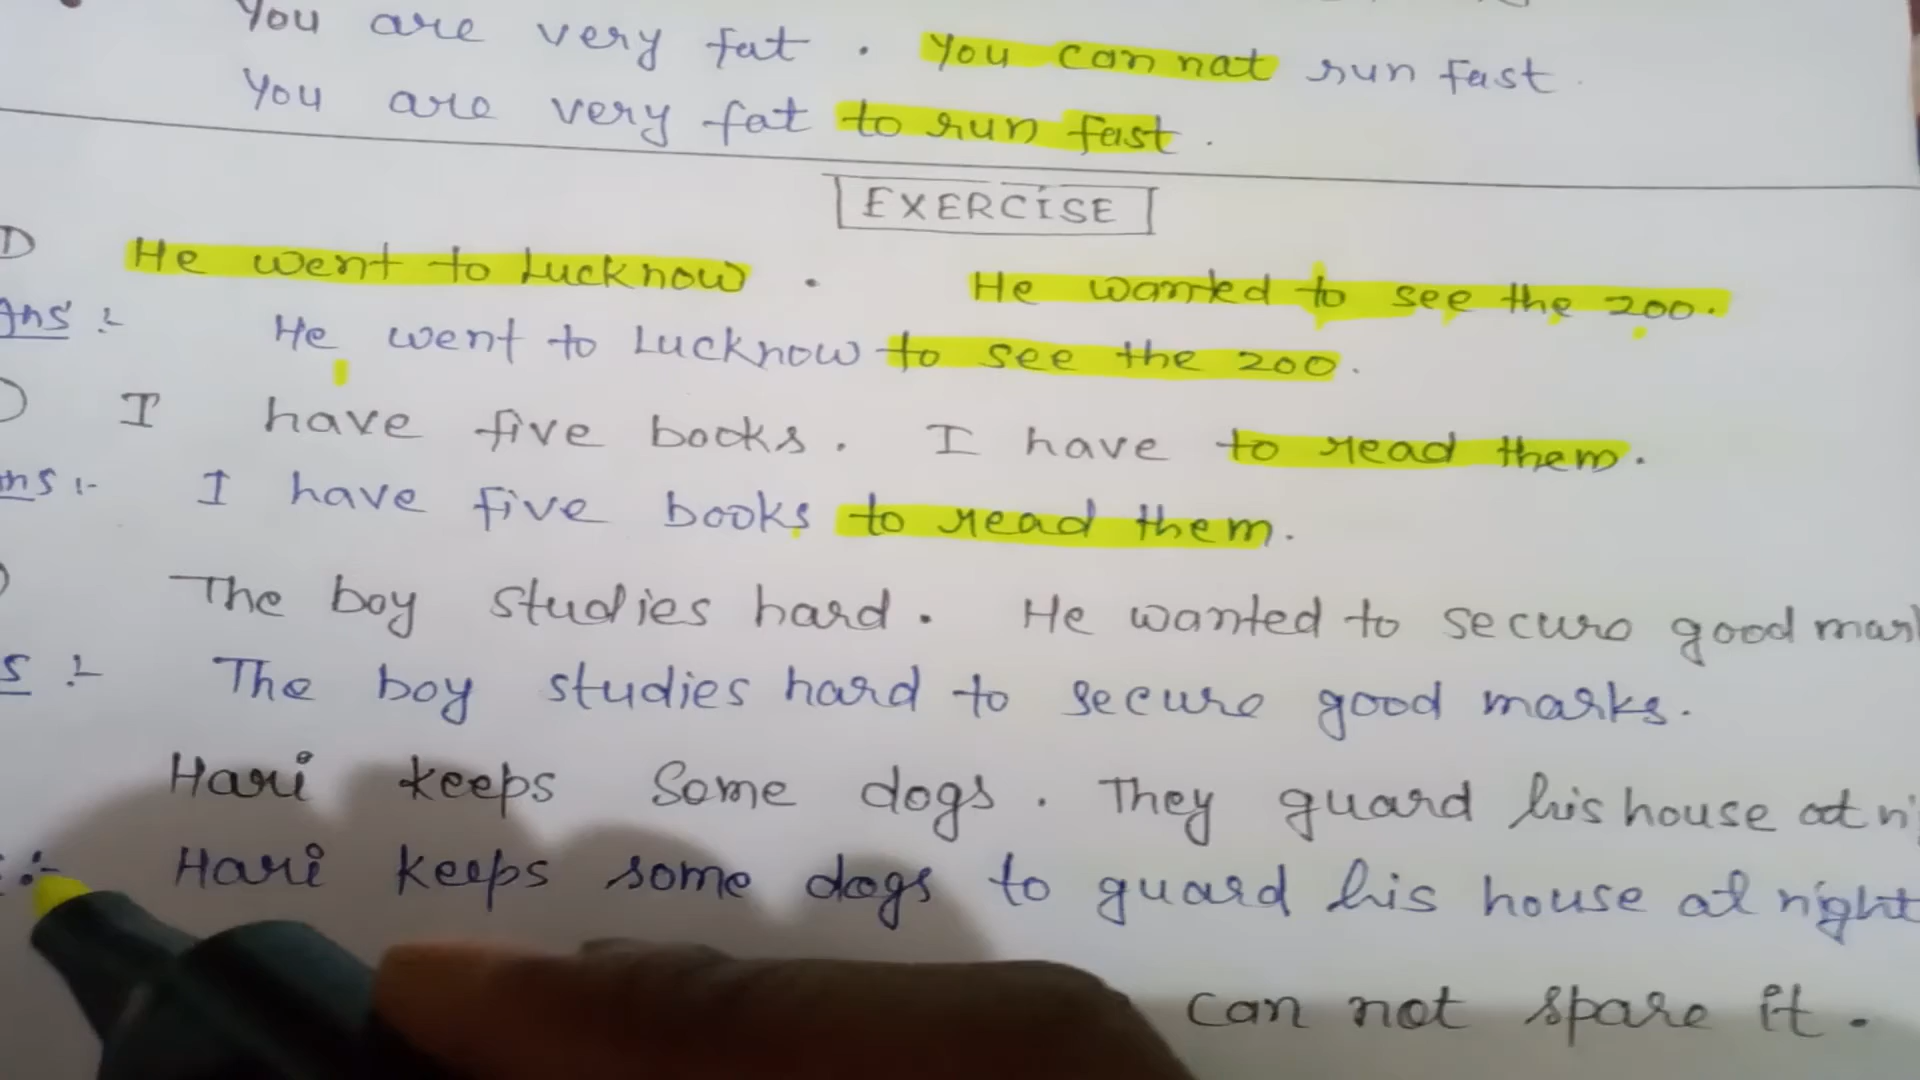 You are very fat. You can not run fast.
You are very fat to run fast.
EXERCISE
He went to Lucknow. He wanted to see the zoo.
Ans :- He went to Lucknow to see the zoo.
I have five books. I have to read them.
ns :- I have five books to read them.
The boy studies hard. He wanted to secure good mar
s :- The boy studies hard to secure good marks.
Hari keeps some dogs. They guard his house at ni
:- Hari keeps some dogs to guard his house at night
can not spare it.